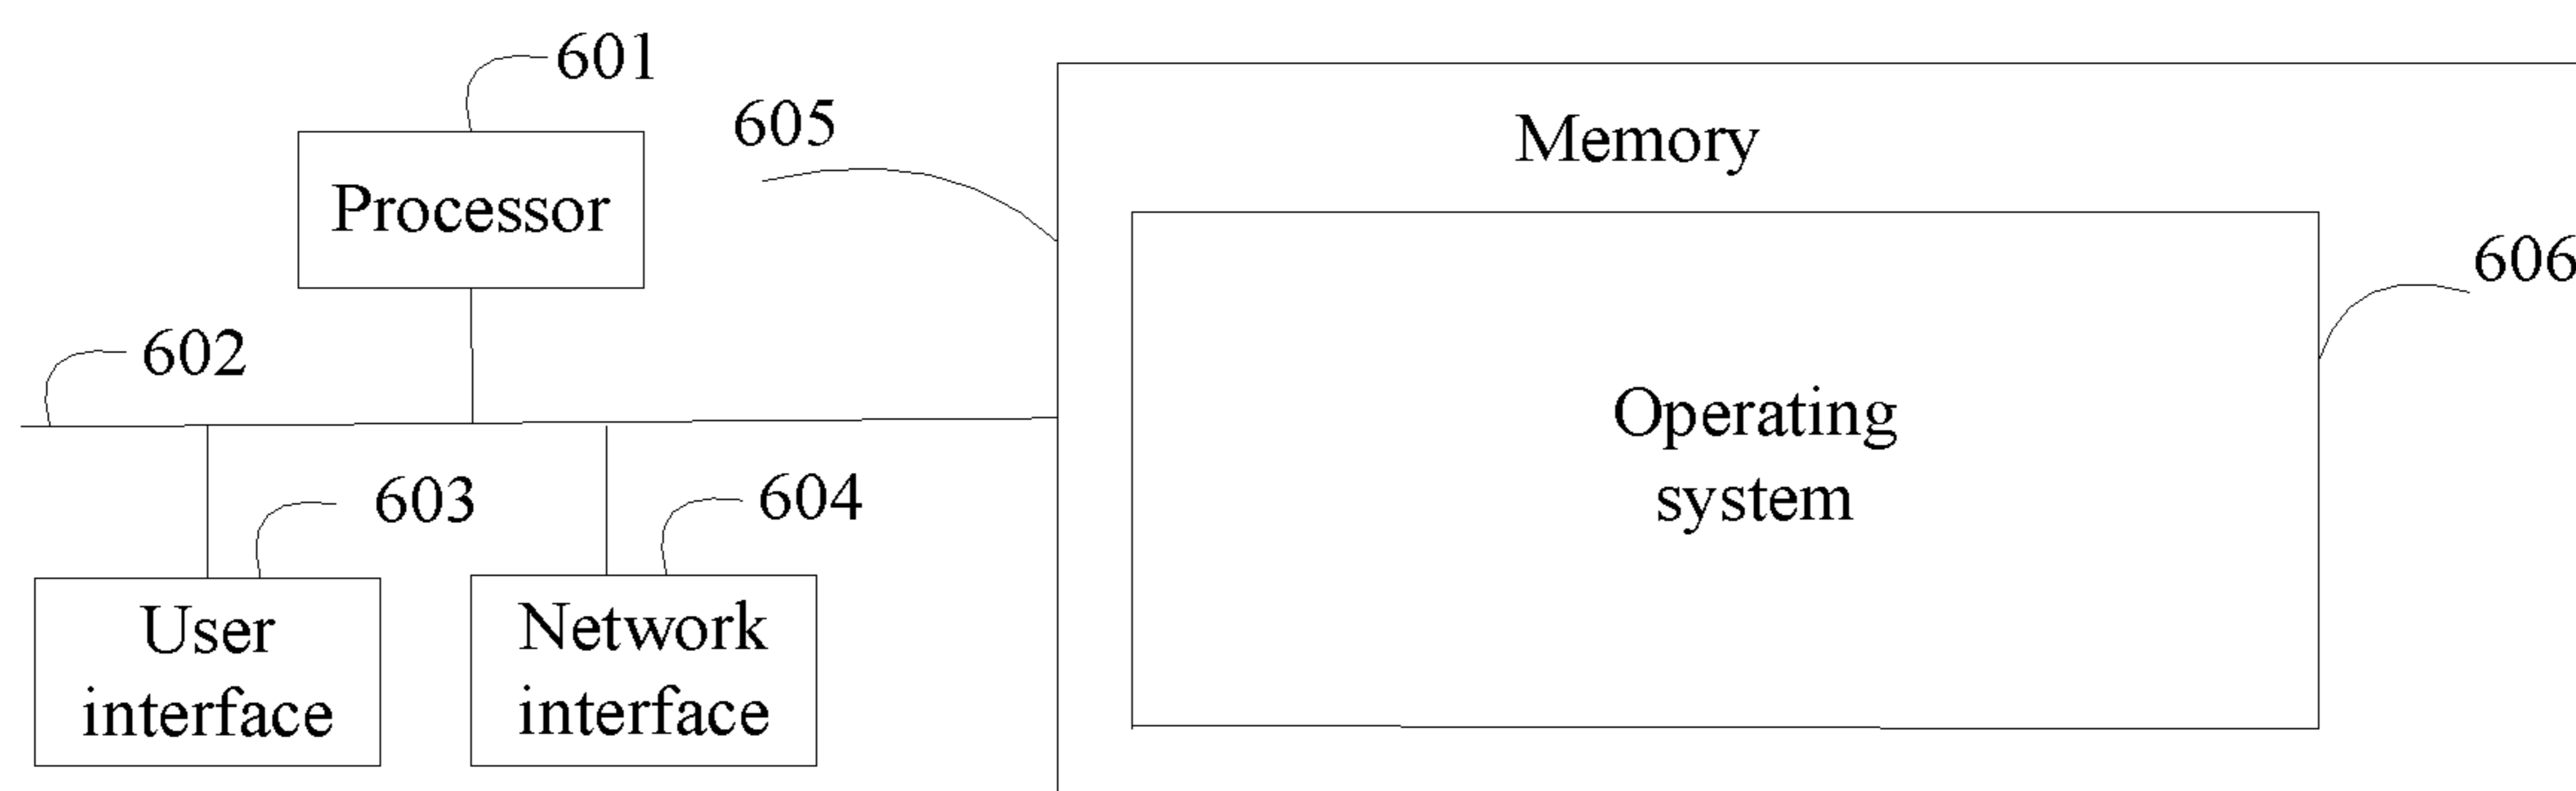 601
605
Memory
Processor
606
602
Operating
system
603
604
User
interface
Network
interface